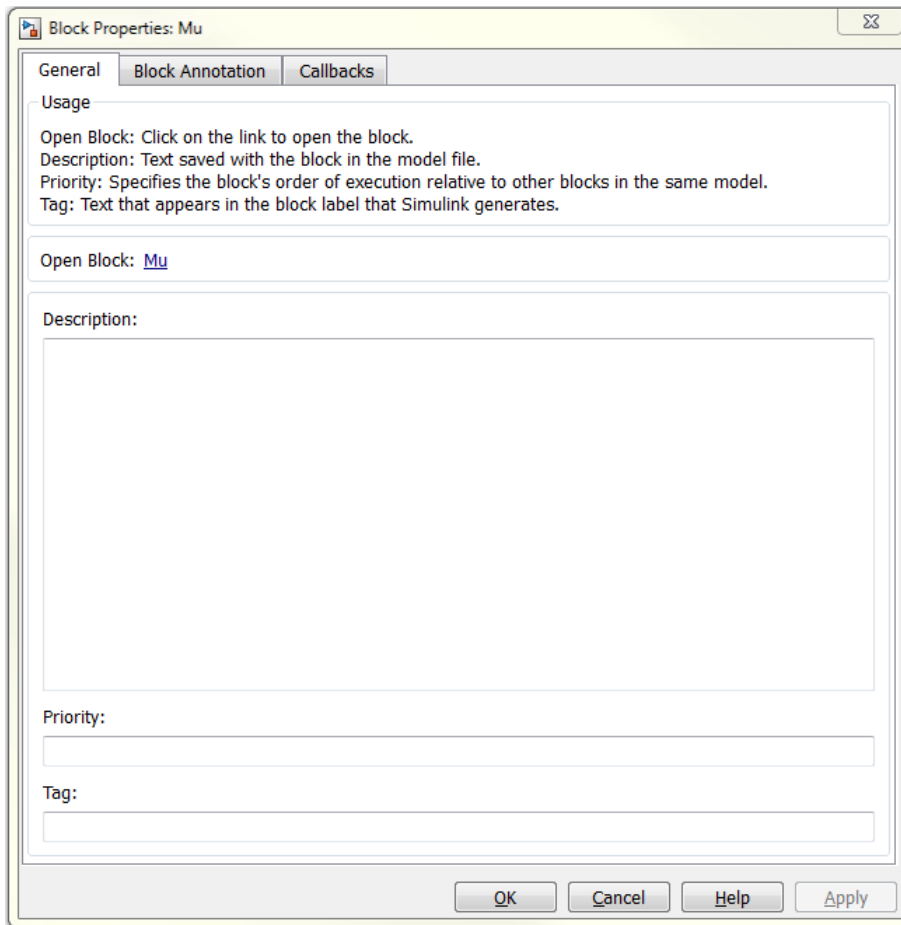 Block Properties: Mu
General
Block Annotation
Callbacks
Usage
Open Block: Click on the link to open the block.
Description: Text saved with the block in the model file.
Priority: Specifies the block's order of execution relative to other blocks in the same model.
Tag: Text that appears in the block label that Simulink generates.
Open Block: Mu
Description:
Priority:
Tag:
OK
Cancel
Help
Apply